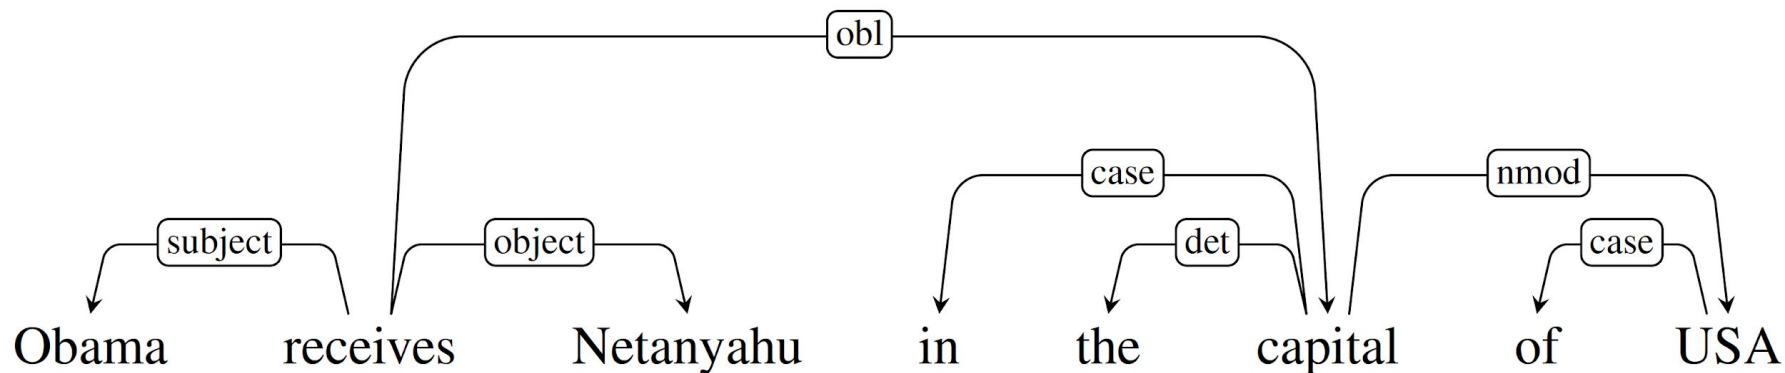 obl
case nmod
subject object det case
Obama receives Netanyahu in the capital of USA